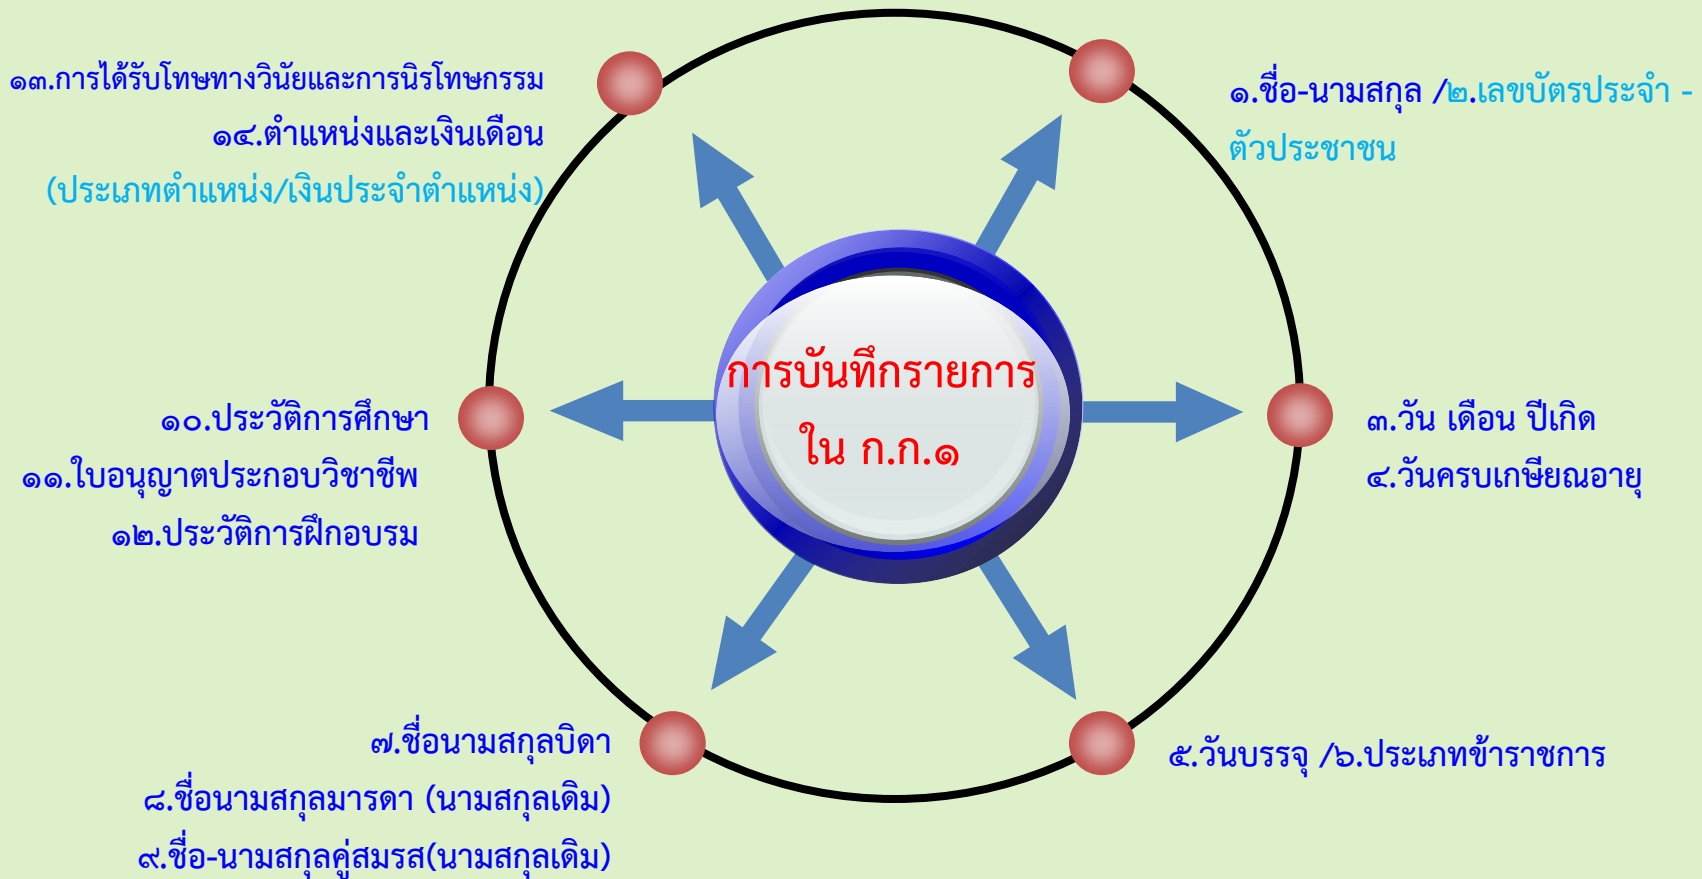 ๑๓.การได้รับโทษทางวินัยและการนิรโทษกรรม
๑๔.ตำแหน่งและเงินเดือน
(ประเภทตำแหน่ง/เงินประจำตำแหน่ง)
๑.ชื่อ-นามสกุล /๒.เลขบัตรประจำ -
ตัวประชาชน
การบันทึกรายการ
ใน ก.ก.๑
๑๐.ประวัติการศึกษา
๑๑.ใบอนุญาตประกอบวิชาชีพ
๑๒.ประวัติการฝึกอบรม
๓.วัน เดือน ปีเกิด
๔.วันครบเกษียณอายุ
๗.ชื่อนามสกุลบิดา
๘.ชื่อนามสกุลมารดา (นามสกุลเดิม)
๙.ชื่อ-นามสกุลคู่สมรส(นามสกุลเดิม)
๕.วันบรรจุ /๖.ประเภทข้าราชการ